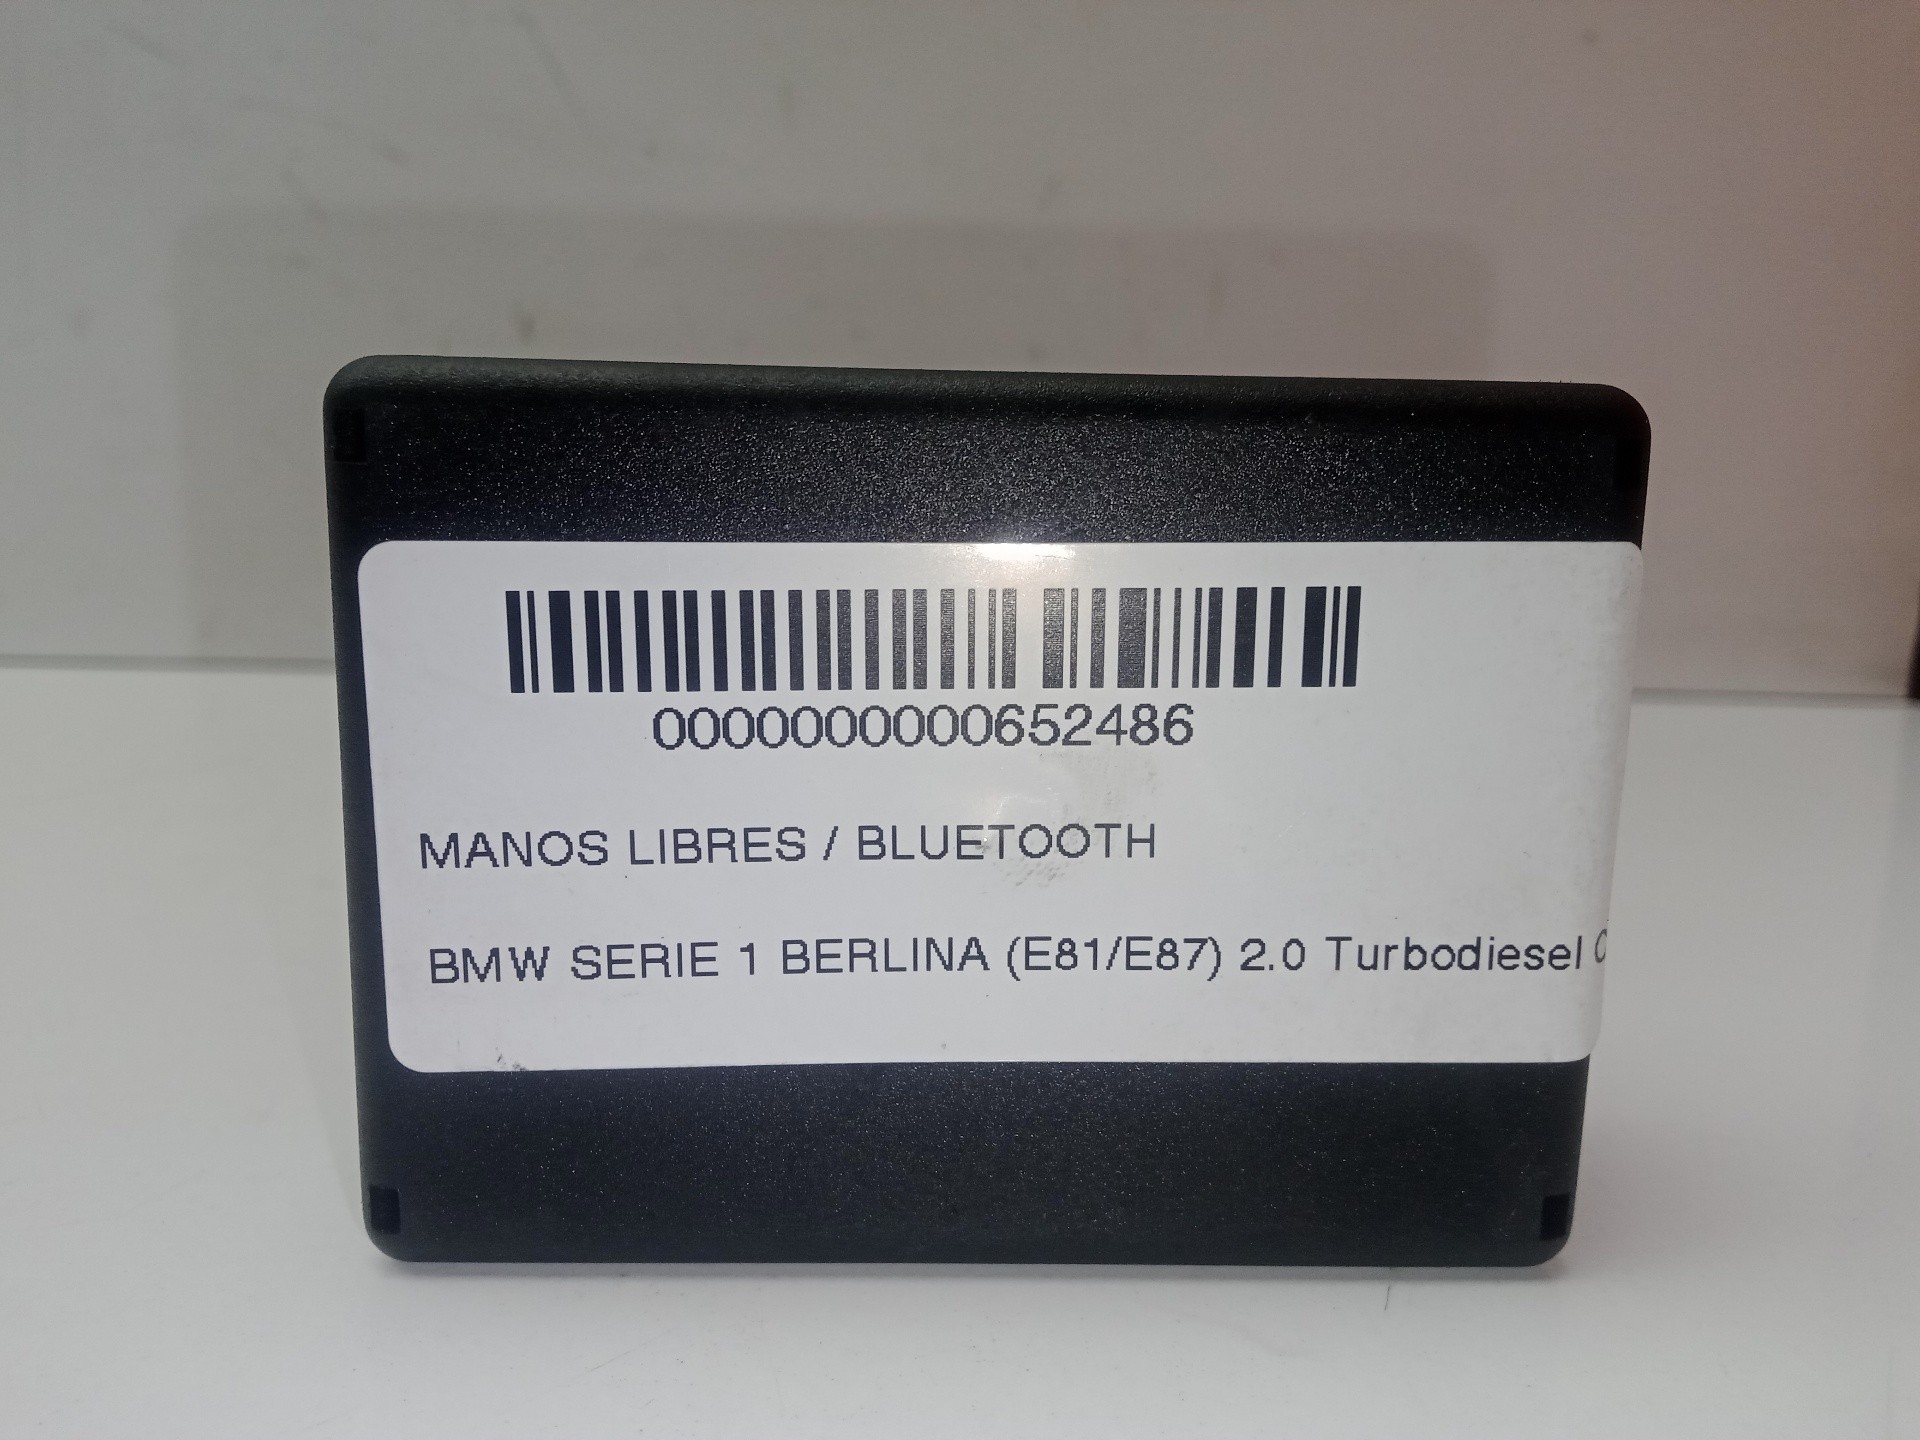 0000000000652486
MANOS LIBRES / BLUETOOTH
BMW SERIE 1 BERLINA (E81/E87) 2.0 Turbodiesel